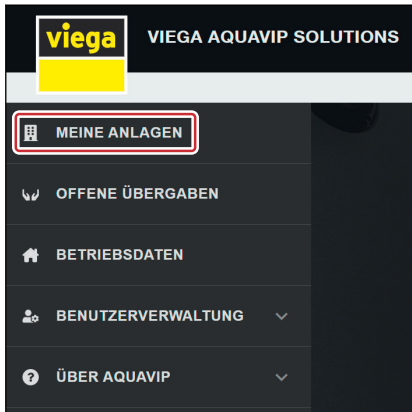 viega
VIEGA AQUAVIP SOLUTIONS
MEINE ANLAGEN
OFFENE ÜBERGABEN
BETRIEBSDATEN
BENUTZERVERWALTUNG
ÜBER AQUAVIP